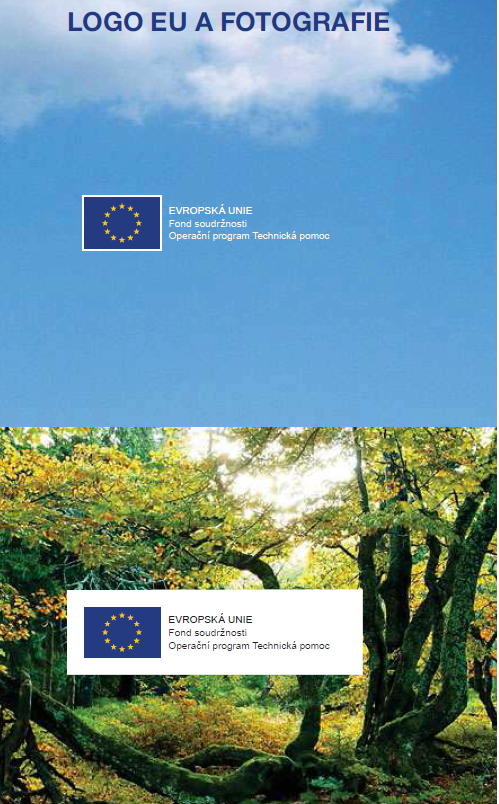 LOGO EU A FOTOGRAFIE
EVROPSKÁ UNIE
Fond soudržnosti
Operační program Technická pomoc
EVROPSKÁ UNIE
Fond soudržnosti
Operační program Technická pomoc